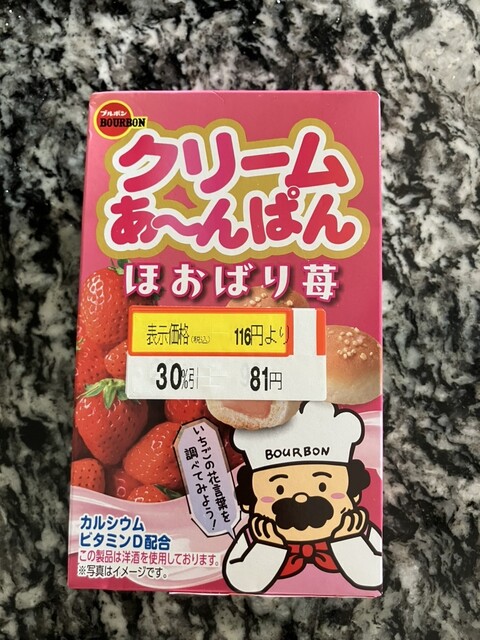 ブルボン
BOURBON
クリーム
あ〜んぱん
ほおばり苺
表示価格(税込) 116円より
30%引 81円
BOURBON
いちごの花言葉を
調べてみよう!
カルシウム
ビタミンD配合
この製品は洋酒を使用しております。
※写真はイメージです。